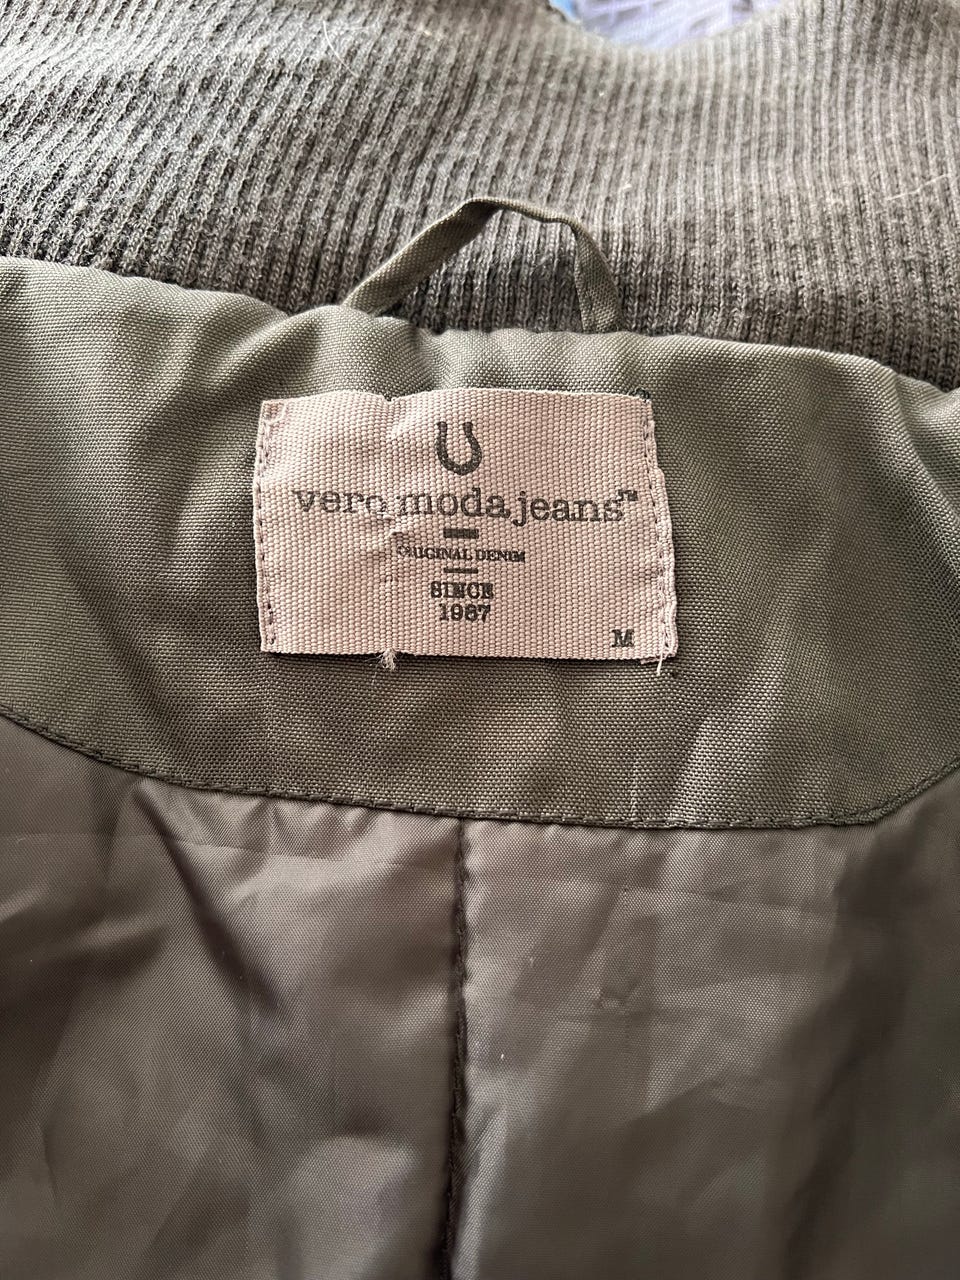 vero moda jeans™
ORIGINAL DENIM
SINCE
1987
M